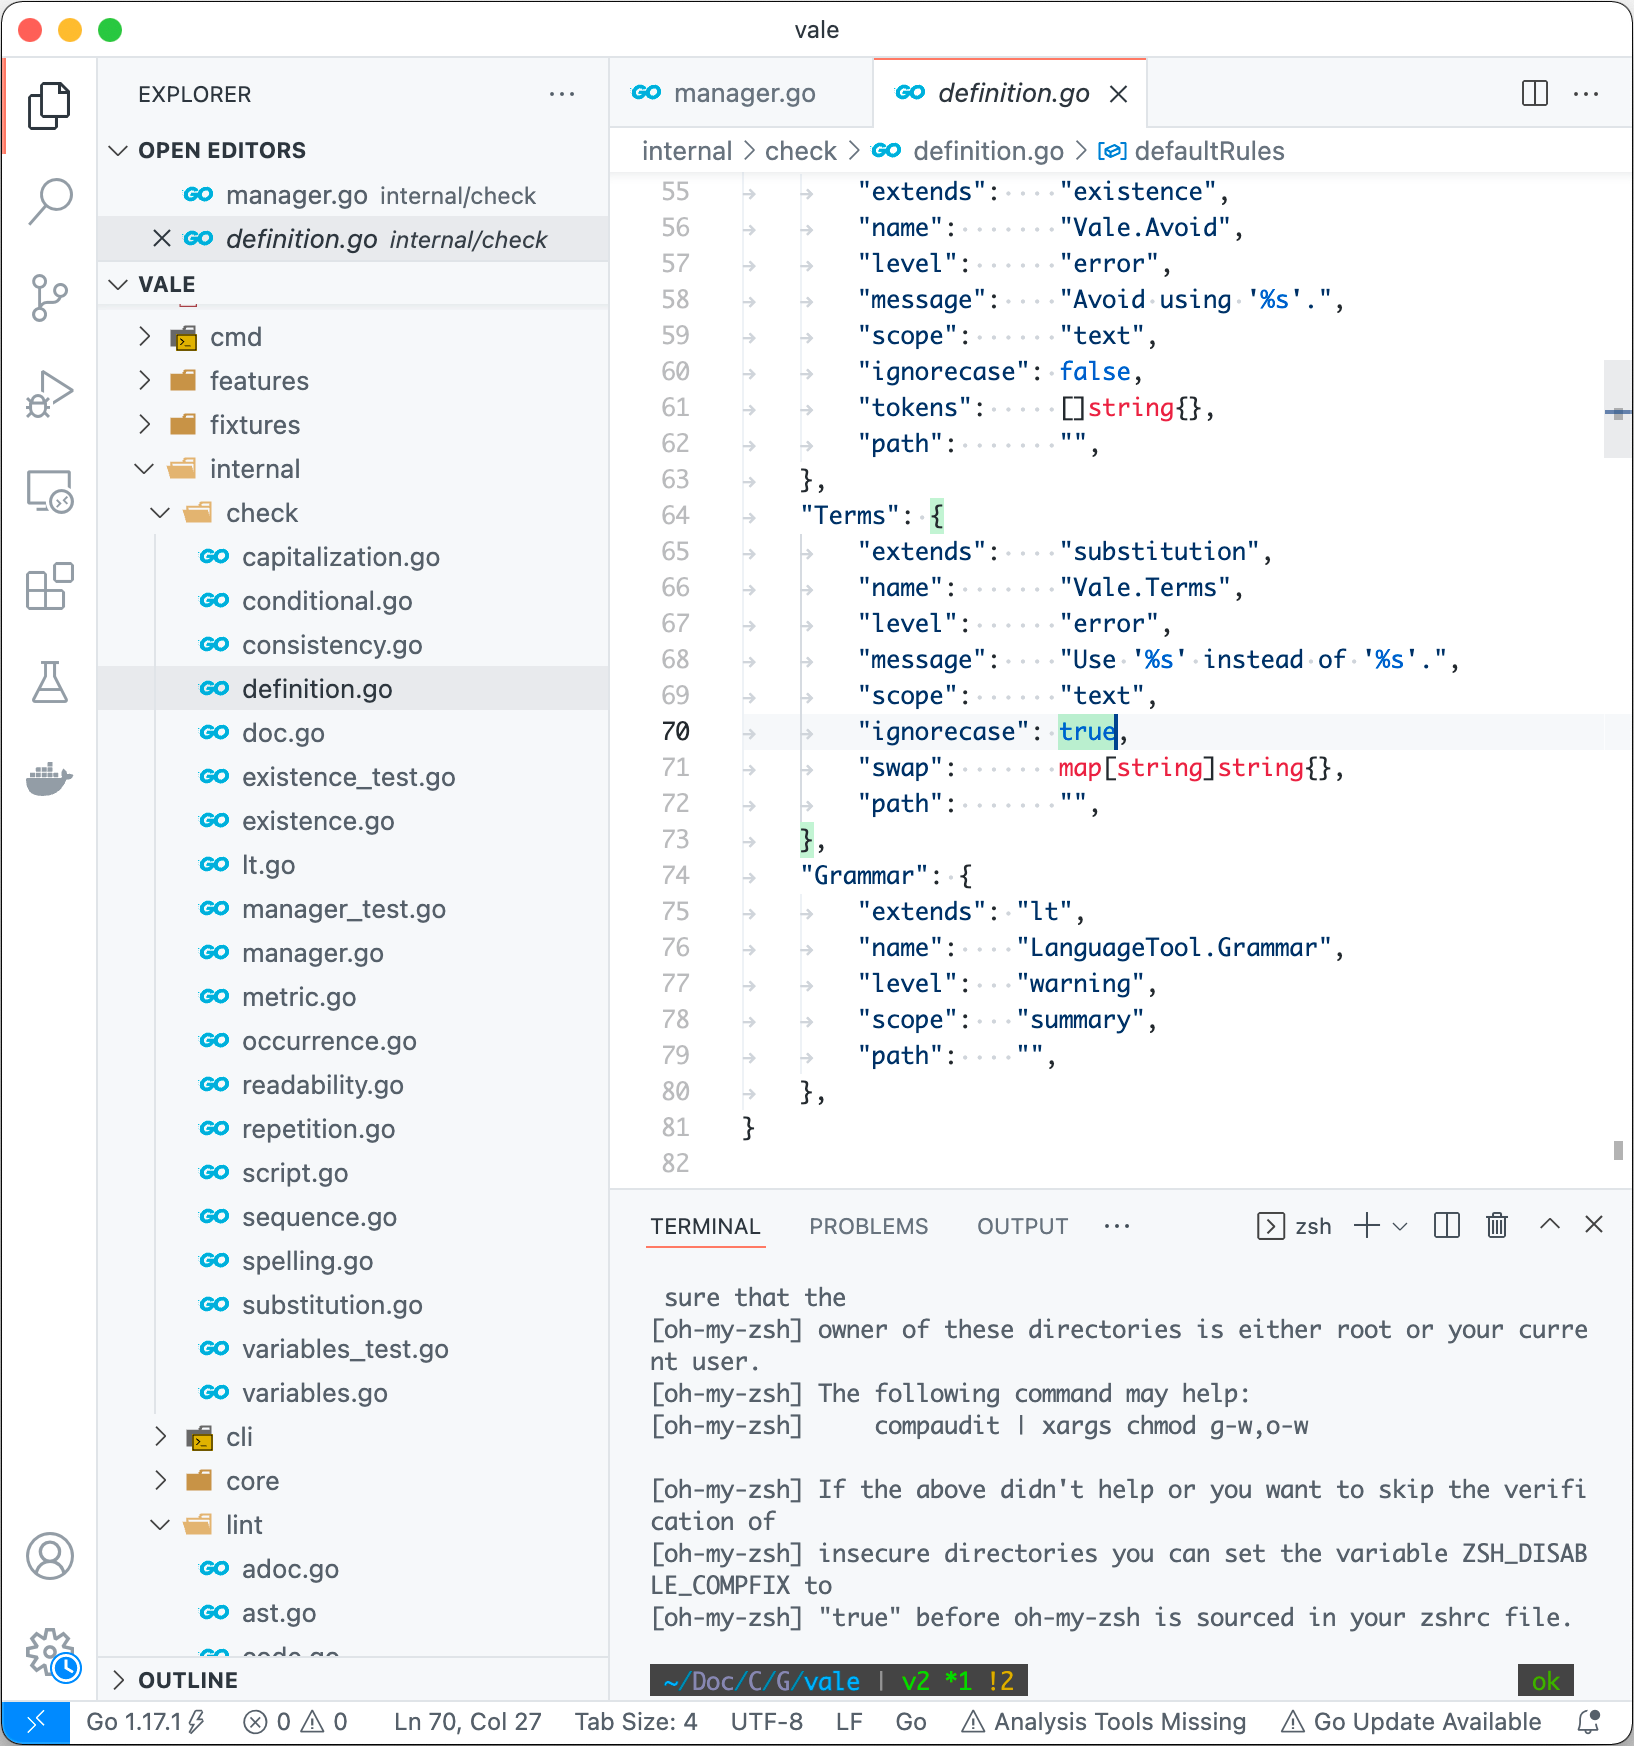 vale
EXPLORER
OPEN EDITORS
GO manager.go internal/check
GO definition.go internal/check
VALE
cmd
features
fixtures
internal
check
GO capitalization.go
GO conditional.go
GO consistency.go
GO definition.go
GO doc.go
GO existence_test.go
GO existence.go
GO lt.go
GO manager_test.go
GO manager.go
GO metric.go
GO occurrence.go
GO readability.go
GO repetition.go
GO script.go
GO sequence.go
GO spelling.go
GO substitution.go
GO variables_test.go
GO variables.go
cli
core
lint
GO adoc.go
GO ast.go
GO code.go
OUTLINE
GO manager.go
GO definition.go
internal > check > GO definition.go > defaultRules
55 "extends": "existence",
56 "name": "Vale.Avoid",
57 "level": "error",
58 "message": "Avoid using '%s'.",
59 "scope": "text",
60 "ignorecase": false,
61 "tokens": []string{},
62 "path": "",
63 },
64 "Terms": {
65 "extends": "substitution",
66 "name": "Vale.Terms",
67 "level": "error",
68 "message": "Use '%s' instead of '%s'.",
69 "scope": "text",
70 "ignorecase": true,
71 "swap": map[string]string{},
72 "path": "",
73 },
74 "Grammar": {
75 "extends": "lt",
76 "name": "LanguageTool.Grammar",
77 "level": "warning",
78 "scope": "summary",
79 "path": "",
80 },
81 }
82
TERMINAL PROBLEMS OUTPUT zsh
sure that the
[oh-my-zsh] owner of these directories is either root or your curre
nt user.
[oh-my-zsh] The following command may help:
[oh-my-zsh]     compaudit | xargs chmod g-w,o-w
[oh-my-zsh] If the above didn't help or you want to skip the verifi
cation of
[oh-my-zsh] insecure directories you can set the variable ZSH_DISAB
LE_COMPFIX to
[oh-my-zsh] "true" before oh-my-zsh is sourced in your zshrc file.
~/Doc/C/G/vale | v2 *1 !2 ok
Go 1.17.1 0 0 Ln 70, Col 27 Tab Size: 4 UTF-8 LF Go Analysis Tools Missing Go Update Available